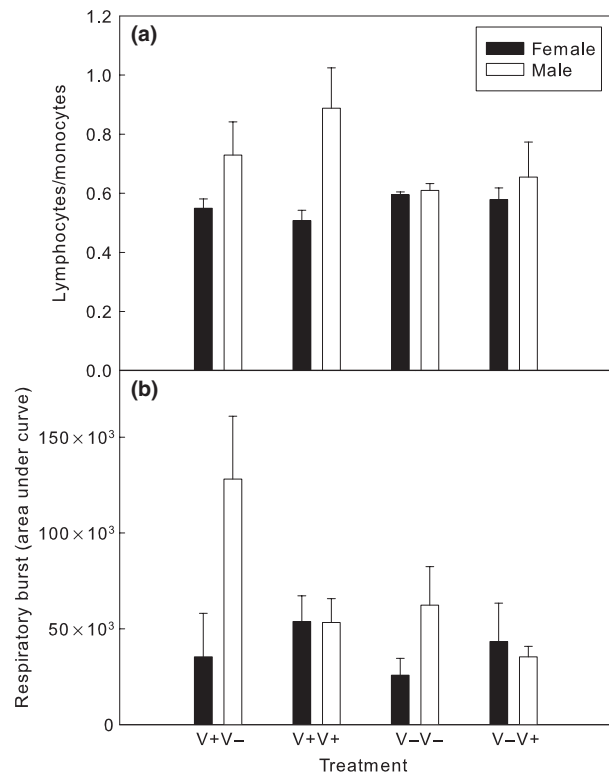 (a)
Female
Male
Lymphocytes/monocytes
1.2
1.0
0.8
0.6
0.4
0.2
0.0
(b)
Respiratory burst (area under curve)
150×10³
100×10³
50×10³
0
V+V− V+V+ V−V− V−V+
Treatment